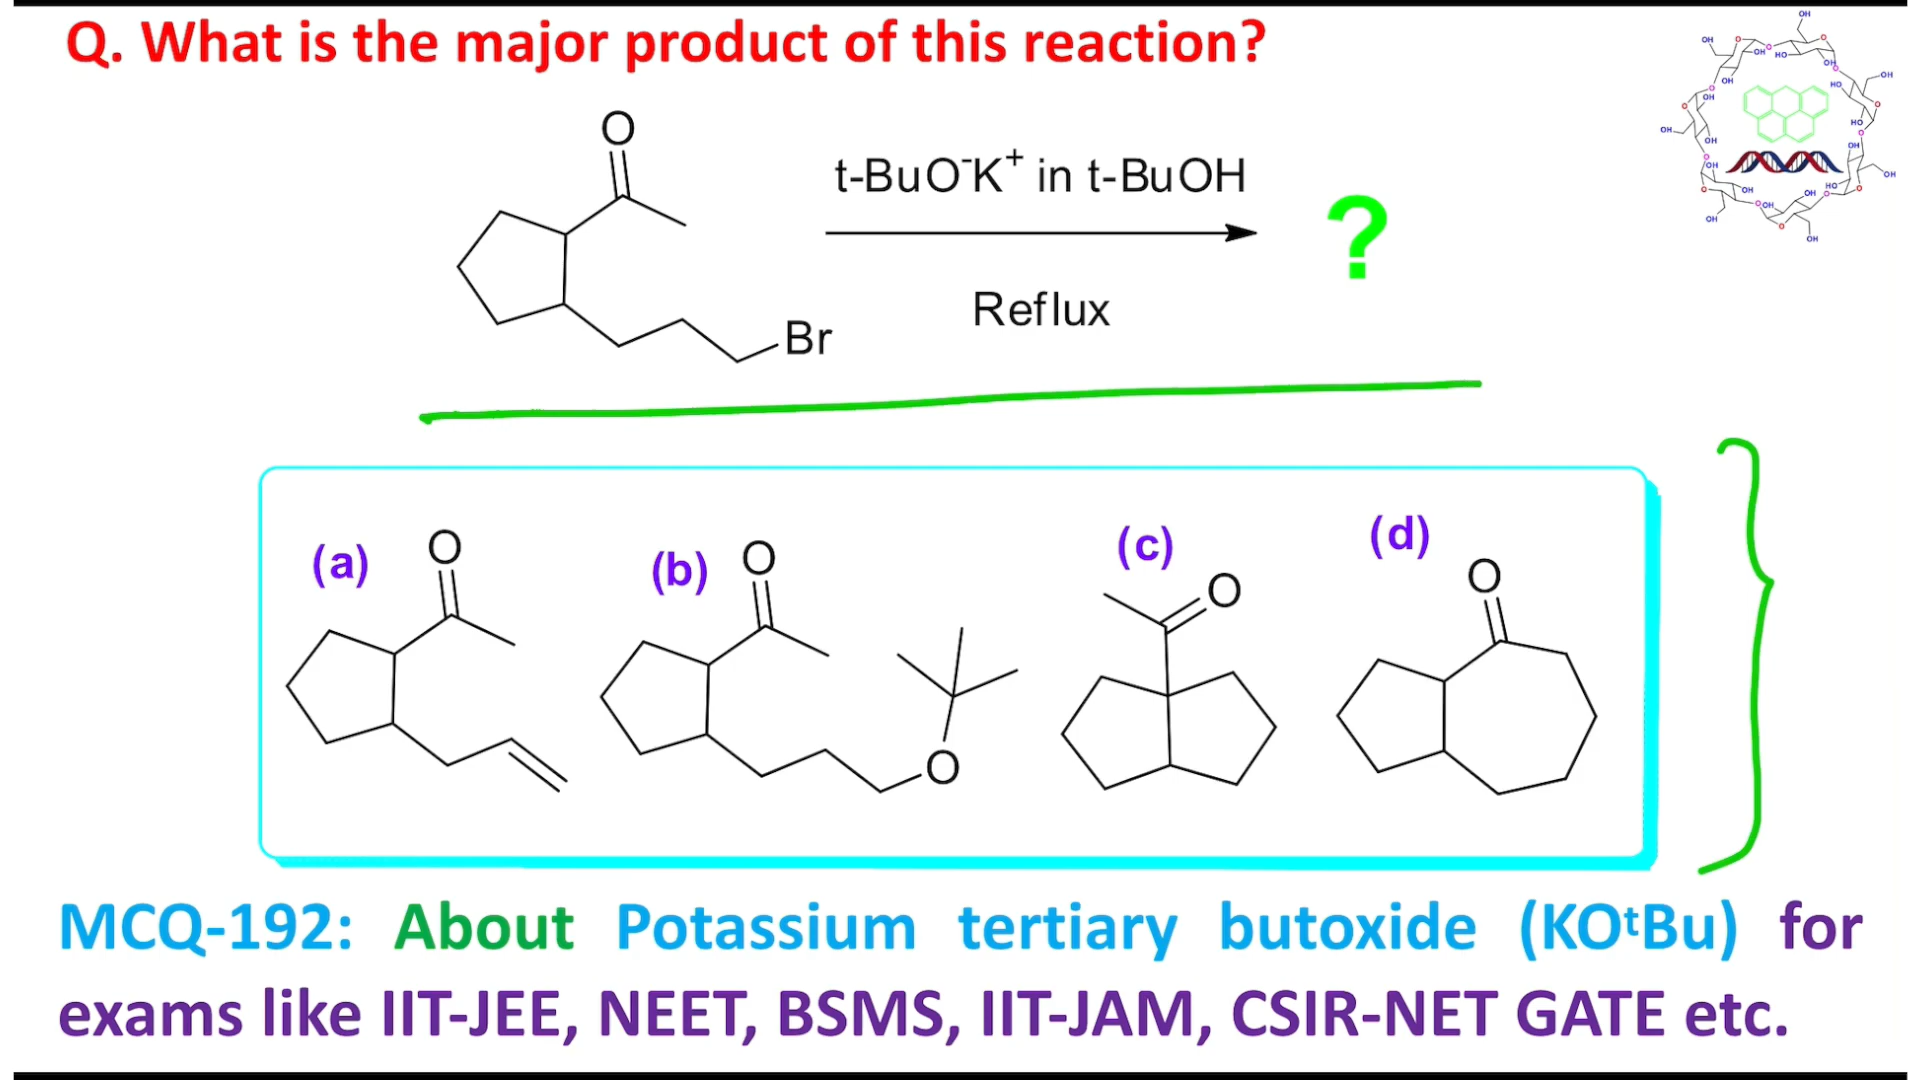 Q. What is the major product of this reaction?
O
t-BuO⁻K⁺ in t-BuOH
?
Reflux
Br
(a)
O
(b)
O
O
(c)
O
(d)
O
MCQ-192: About Potassium tertiary butoxide (KOᵗBu) for
exams like IIT-JEE, NEET, BSMS, IIT-JAM, CSIR-NET GATE etc.